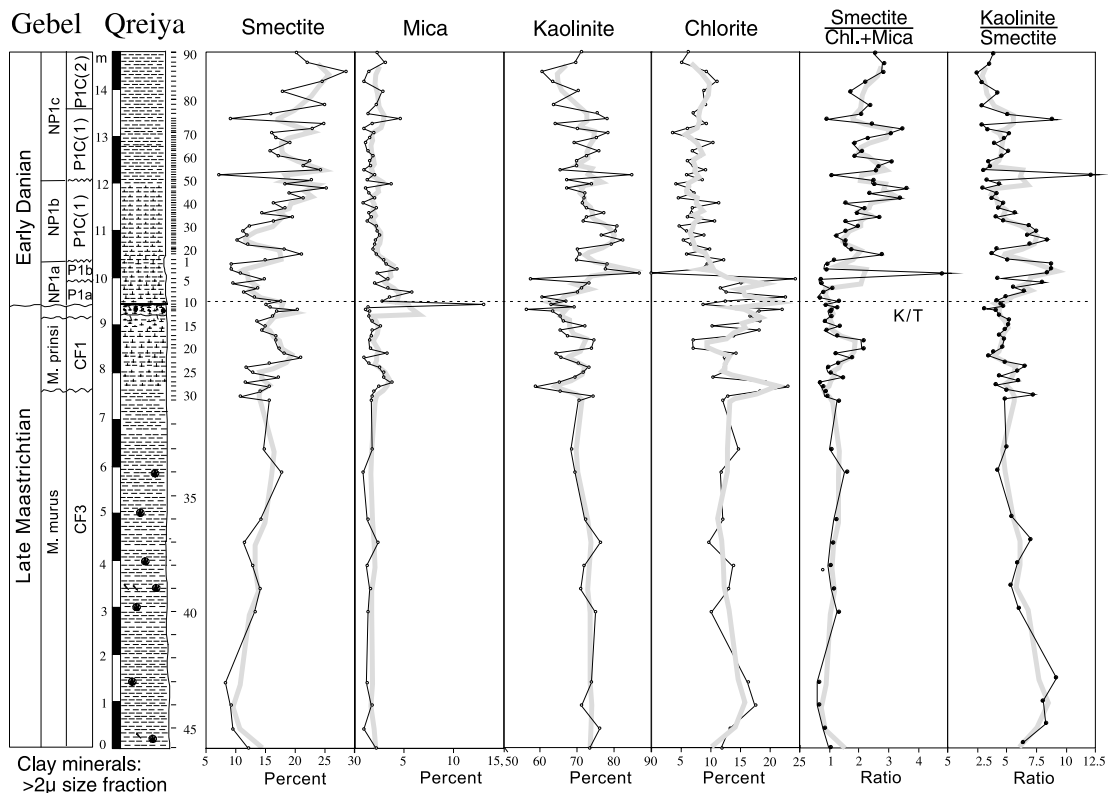 Gebel Qreiya
Smectite
Mica
Kaolinite
Chlorite
Smectite
Chl.+Mica
Kaolinite
Smectite
Early Danian
Late Maastrichtian
NP1c
NP1b
NP1a
M. prinsi
M. murus
P1C(2)
P1C(1)
P1C(1)
P1b
P1a
CF1
CF3
m
14
13
12
11
10
9
8
7
6
5
4
3
2
1
0
90
80
70
60
50
40
30
20
1
5
10
15
20
25
30
35
40
45
K/T
5 10 15 20 25 30
0 5 10 15
.50 60 70 80 90
0 5 10 15 20 25
0 1 2 3 4 5
0 2.5 5 7.5 10 12.5
Percent
Percent
Percent
Percent
Ratio
Ratio
Clay minerals:
>2μ size fraction